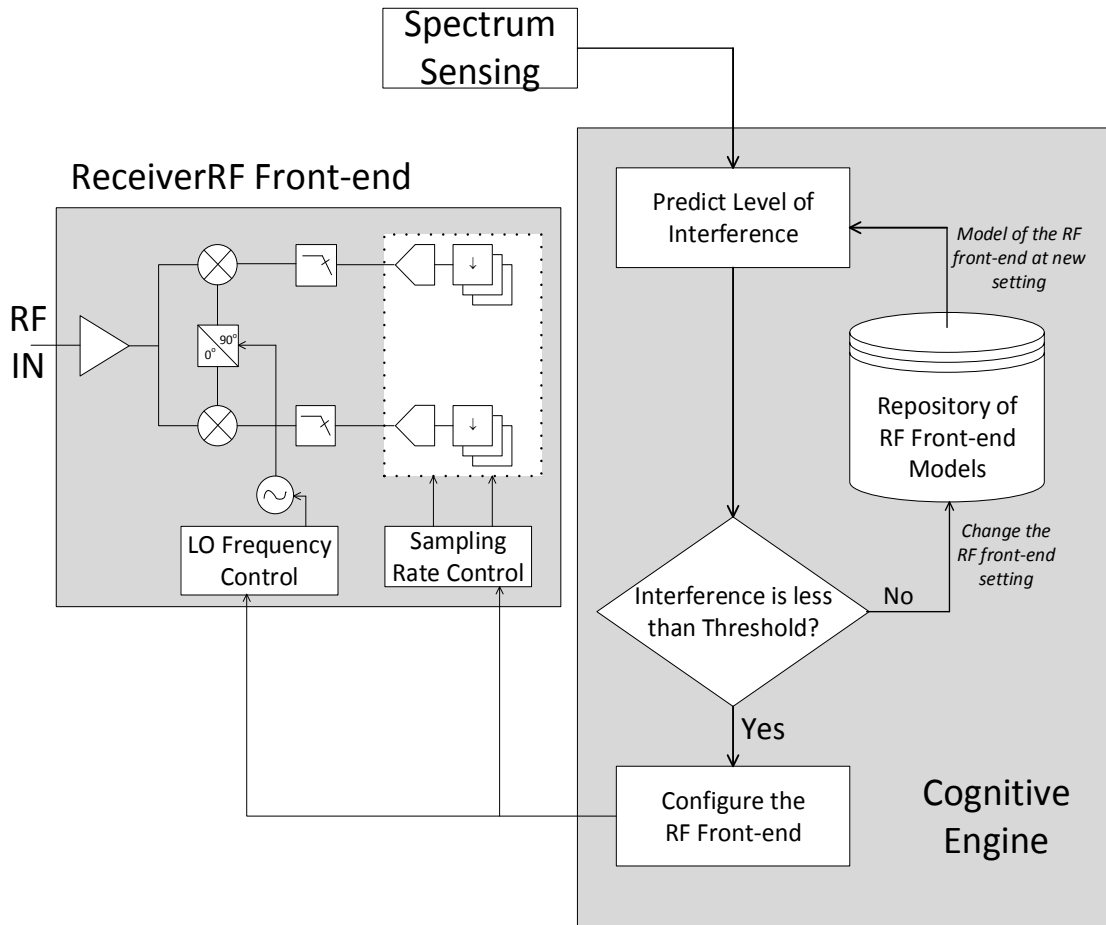 Spectrum
Sensing
ReceiverRF Front-end
RF
IN
90°
0°
↓
↓
LO Frequency
Control
Sampling
Rate Control
Predict Level of
Interference
Model of the RF
front-end at new
setting
Repository of
RF Front-end
Models
Change the
RF front-end
setting
Interference is less
than Threshold?
No
Yes
Configure the
RF Front-end
Cognitive
Engine